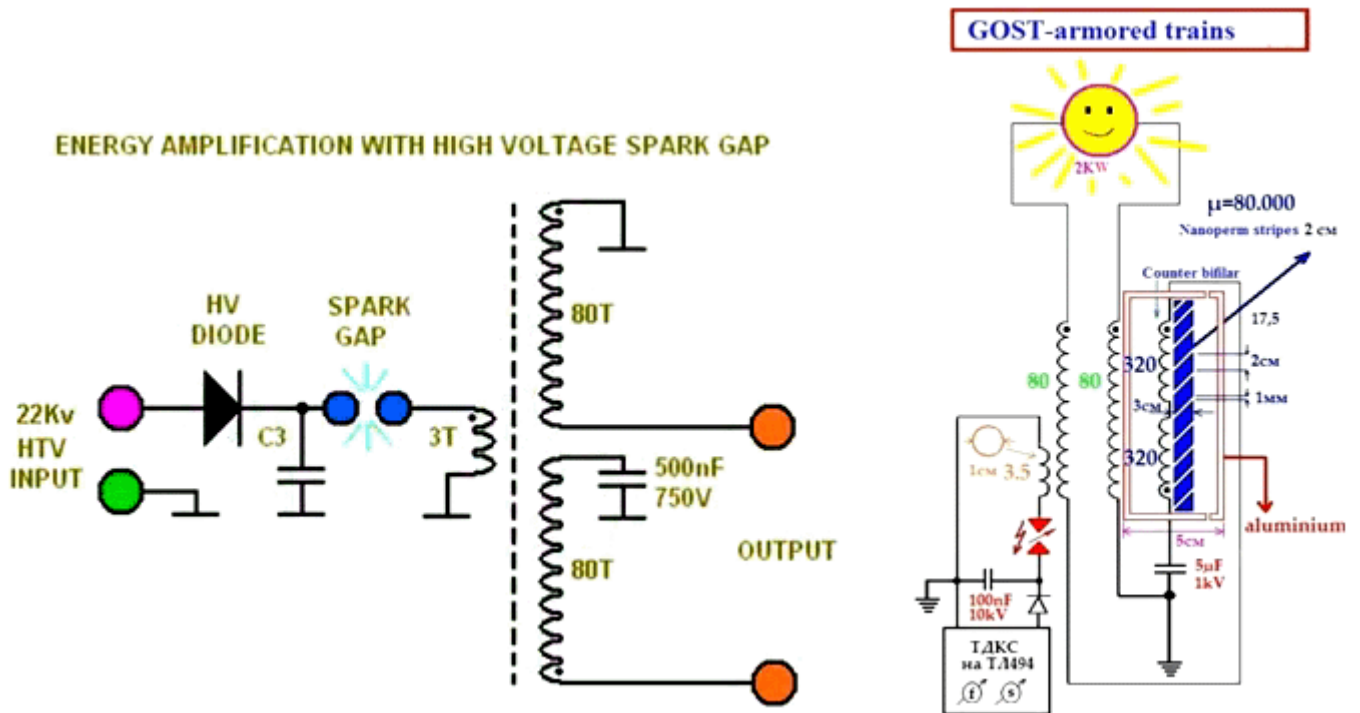 ENERGY AMPLIFICATION WITH HIGH VOLTAGE SPARK GAP
HV
DIODE
SPARK
GAP
22Kv
HTV
INPUT
C3
3T
80T
500nF
750V
80T
OUTPUT
GOST-armored trains
2KW
μ=80.000
Nanoperm stripes 2 см
Counter bifilar
17,5
320
2см
80
80
3см
1мм
320
1см 3.5
aluminium
5см
5μF
1kV
100nF
10kV
ТДКС
на ТЛ494
f s